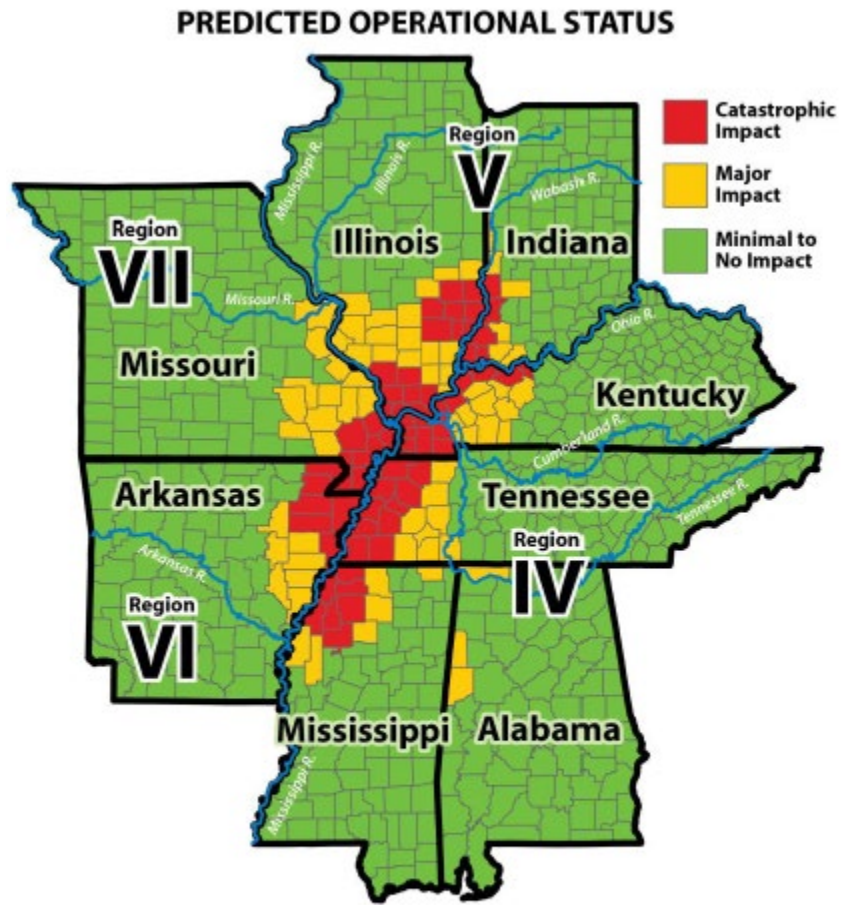 PREDICTED OPERATIONAL STATUS
Catastrophic
Impact
Major
Impact
Minimal to
No Impact
Region
V
Mississippi R.
Illinois R.
Wabash R.
Illinois
Indiana
Region
VII
Missouri R.
Ohio R.
Missouri
Kentucky
Cumberland R.
Arkansas
Tennessee
Tennessee R.
Arkansas R.
Region
IV
Region
VI
Mississippi
Alabama
Mississippi R.